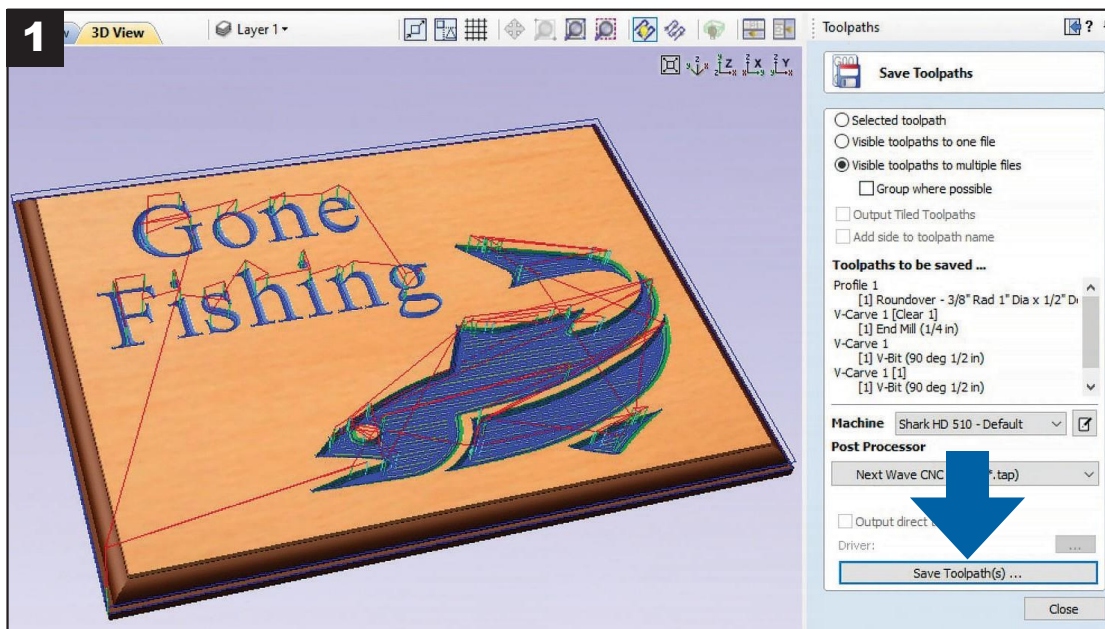 1
3D View
Layer 1
Toolpaths
?
Z
X
Y
Save Toolpaths
Selected toolpath
Visible toolpaths to one file
Visible toolpaths to multiple files
Group where possible
Output Tiled Toolpaths
Add side to toolpath name
Toolpaths to be saved ...
Profile 1
[1] Roundover - 3/8" Rad 1" Dia x 1/2"
V-Carve 1 [Clear 1]
[1] End Mill (1/4 in)
V-Carve 1
[1] V-Bit (90 deg 1/2 in)
V-Carve 1 [1]
[1] V-Bit (90 deg 1/2 in)
Machine Shark HD 510 - Default
Post Processor
Next Wave CNC *.tap)
Output direct
Driver: ...
Save Toolpath(s) ...
Close
Gone
Fishing